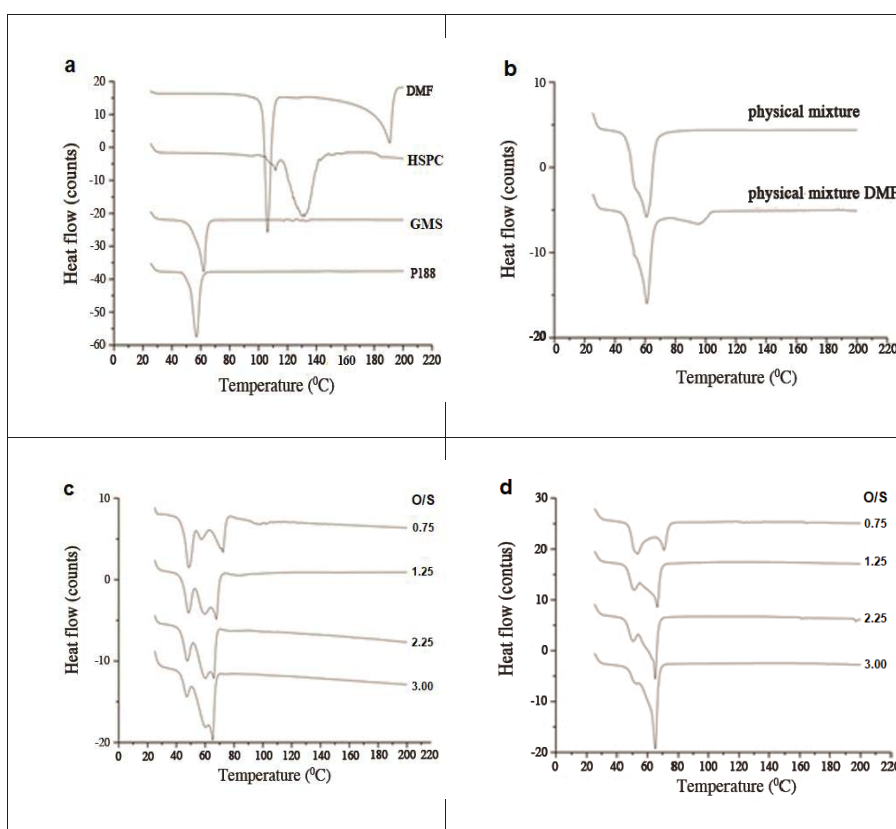 a
20
10
0
-10
-20
-30
-40
-50
-60
DMF
HSPC
GMS
P188
Heat flow (counts)
0 20 40 60 80 100 120 140 160 180 200 220
Temperature (⁰C)
b
10
0
-10
-20
physical mixture
physical mixture DMF
Heat flow (counts)
0 20 40 60 80 100 120 140 160 180 200 220
Temperature (⁰C)
c
O/S
10
0
-10
-20
0.75
1.25
2.25
3.00
Heat flow (counts)
0 20 40 60 80 100 120 140 160 180 200 220
Temperature (⁰C)
d
O/S
30
20
10
0
-10
-20
0.75
1.25
2.25
3.00
Heat flow (contus)
0 20 40 60 80 100 120 140 160 180 200 220
Temperature (⁰C)